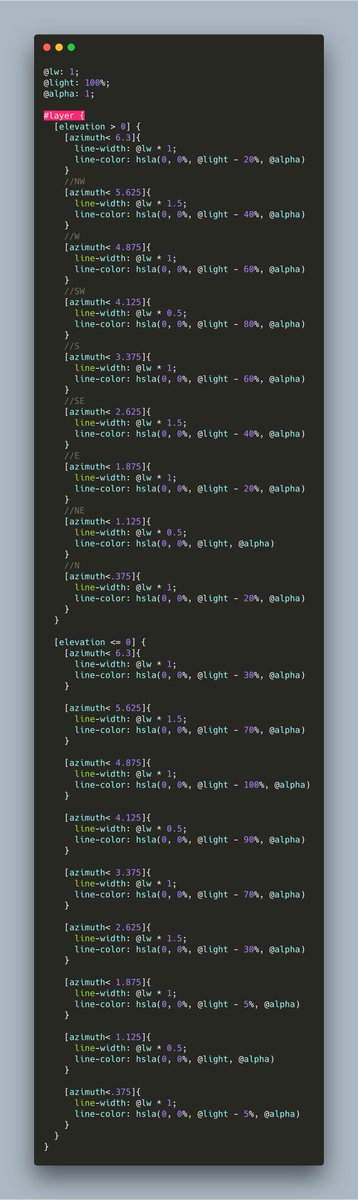 @lw: 1;
@light: 100%;
@alpha: 1;
#layer {
[elevation > 0] {
[azimuth< 6.3]{
line-width: @lw * 1;
line-color: hsla(0, 0%, @light - 20%, @alpha)
}
//NW
[azimuth< 5.625]{
line-width: @lw * 1.5;
line-color: hsla(0, 0%, @light - 40%, @alpha)
}
//W
[azimuth< 4.875]{
line-width: @lw * 1;
line-color: hsla(0, 0%, @light - 60%, @alpha)
}
//SW
[azimuth< 4.125]{
line-width: @lw * 0.5;
line-color: hsla(0, 0%, @light - 80%, @alpha)
}
//S
[azimuth< 3.375]{
line-width: @lw * 1;
line-color: hsla(0, 0%, @light - 60%, @alpha)
}
//SE
[azimuth< 2.625]{
line-width: @lw * 1.5;
line-color: hsla(0, 0%, @light - 40%, @alpha)
}
//E
[azimuth< 1.875]{
line-width: @lw * 1;
line-color: hsla(0, 0%, @light - 20%, @alpha)
}
//NE
[azimuth< 1.125]{
line-width: @lw * 0.5;
line-color: hsla(0, 0%, @light, @alpha)
}
//N
[azimuth<.375]{
line-width: @lw * 1;
line-color: hsla(0, 0%, @light - 20%, @alpha)
}
}
[elevation <= 0] {
[azimuth< 6.3]{
line-width: @lw * 1;
line-color: hsla(0, 0%, @light - 30%, @alpha)
}
[azimuth< 5.625]{
line-width: @lw * 1.5;
line-color: hsla(0, 0%, @light - 70%, @alpha)
}
[azimuth< 4.875]{
line-width: @lw * 1;
line-color: hsla(0, 0%, @light - 100%, @alpha)
}
[azimuth< 4.125]{
line-width: @lw * 0.5;
line-color: hsla(0, 0%, @light - 90%, @alpha)
}
[azimuth< 3.375]{
line-width: @lw * 1;
line-color: hsla(0, 0%, @light - 70%, @alpha)
}
[azimuth< 2.625]{
line-width: @lw * 1.5;
line-color: hsla(0, 0%, @light - 30%, @alpha)
}
[azimuth< 1.875]{
line-width: @lw * 1;
line-color: hsla(0, 0%, @light - 5%, @alpha)
}
[azimuth< 1.125]{
line-width: @lw * 0.5;
line-color: hsla(0, 0%, @light, @alpha)
}
[azimuth<.375]{
line-width: @lw * 1;
line-color: hsla(0, 0%, @light - 5%, @alpha)
}
}
}